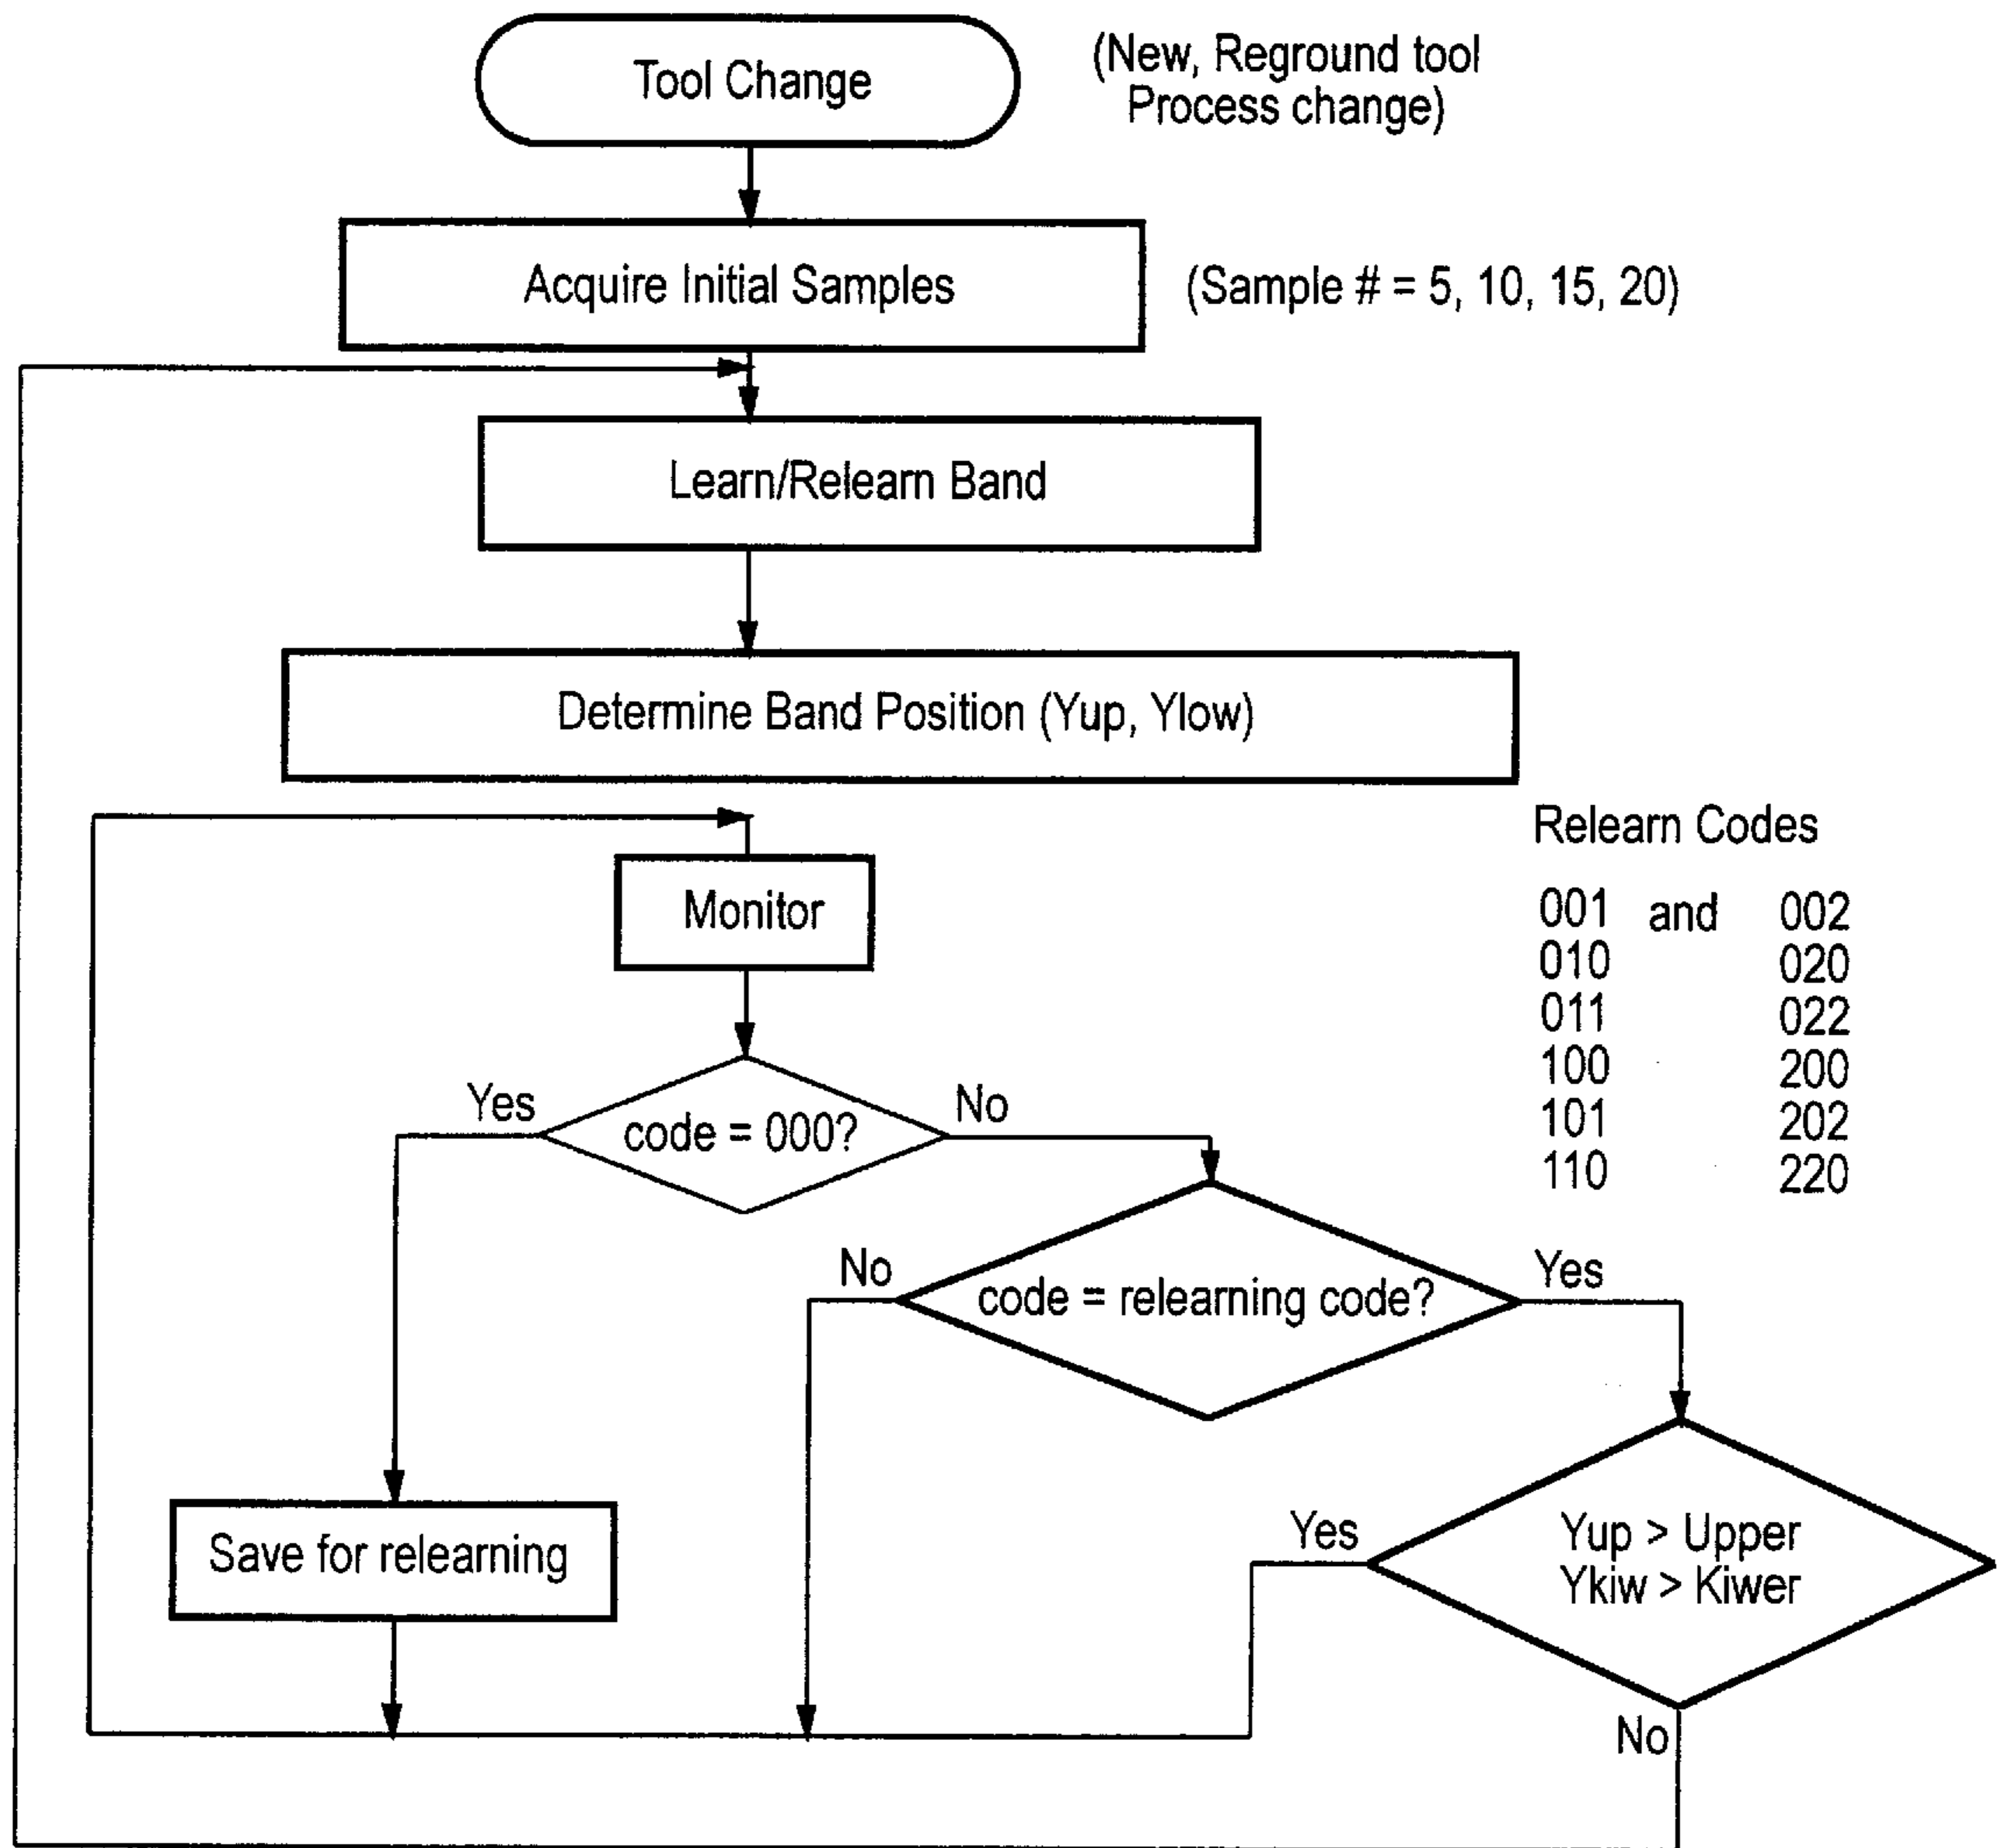 Tool Change
(New, Reground tool
Process change)
Acquire Initial Samples
(Sample # = 5, 10, 15, 20)
Learn/Relearn Band
Determine Band Position (Yup, Ylow)
Relearn Codes
Monitor
001 and 002
010 020
011 022
100 200
101 202
110 220
Yes
No
code = 000?
No
Yes
code = relearning code?
Yes
Yup > Upper
Ykiw > Kiwer
Save for relearning
No